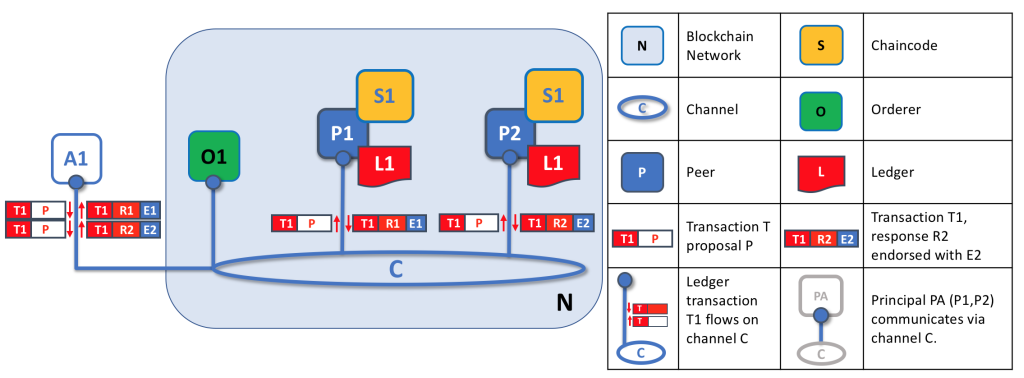 S1
S1
P1
P2
A1
O1
L1
L1
T1 P
T1 R1 E1
T1 P
T1 R2 E2
T1 P
T1 R1 E1
T1 P
T1 R2 E2
C
N
N
Blockchain
Network
S
Chaincode
C
Channel
O
Orderer
P
Peer
L
Ledger
T1 P
Transaction T
proposal P
T1 R2 E2
Transaction T1,
response R2
endorsed with E2
T
T
C
Ledger
transaction
T1 flows on
channel C
PA
C
Principal PA (P1,P2)
communicates via
channel C.